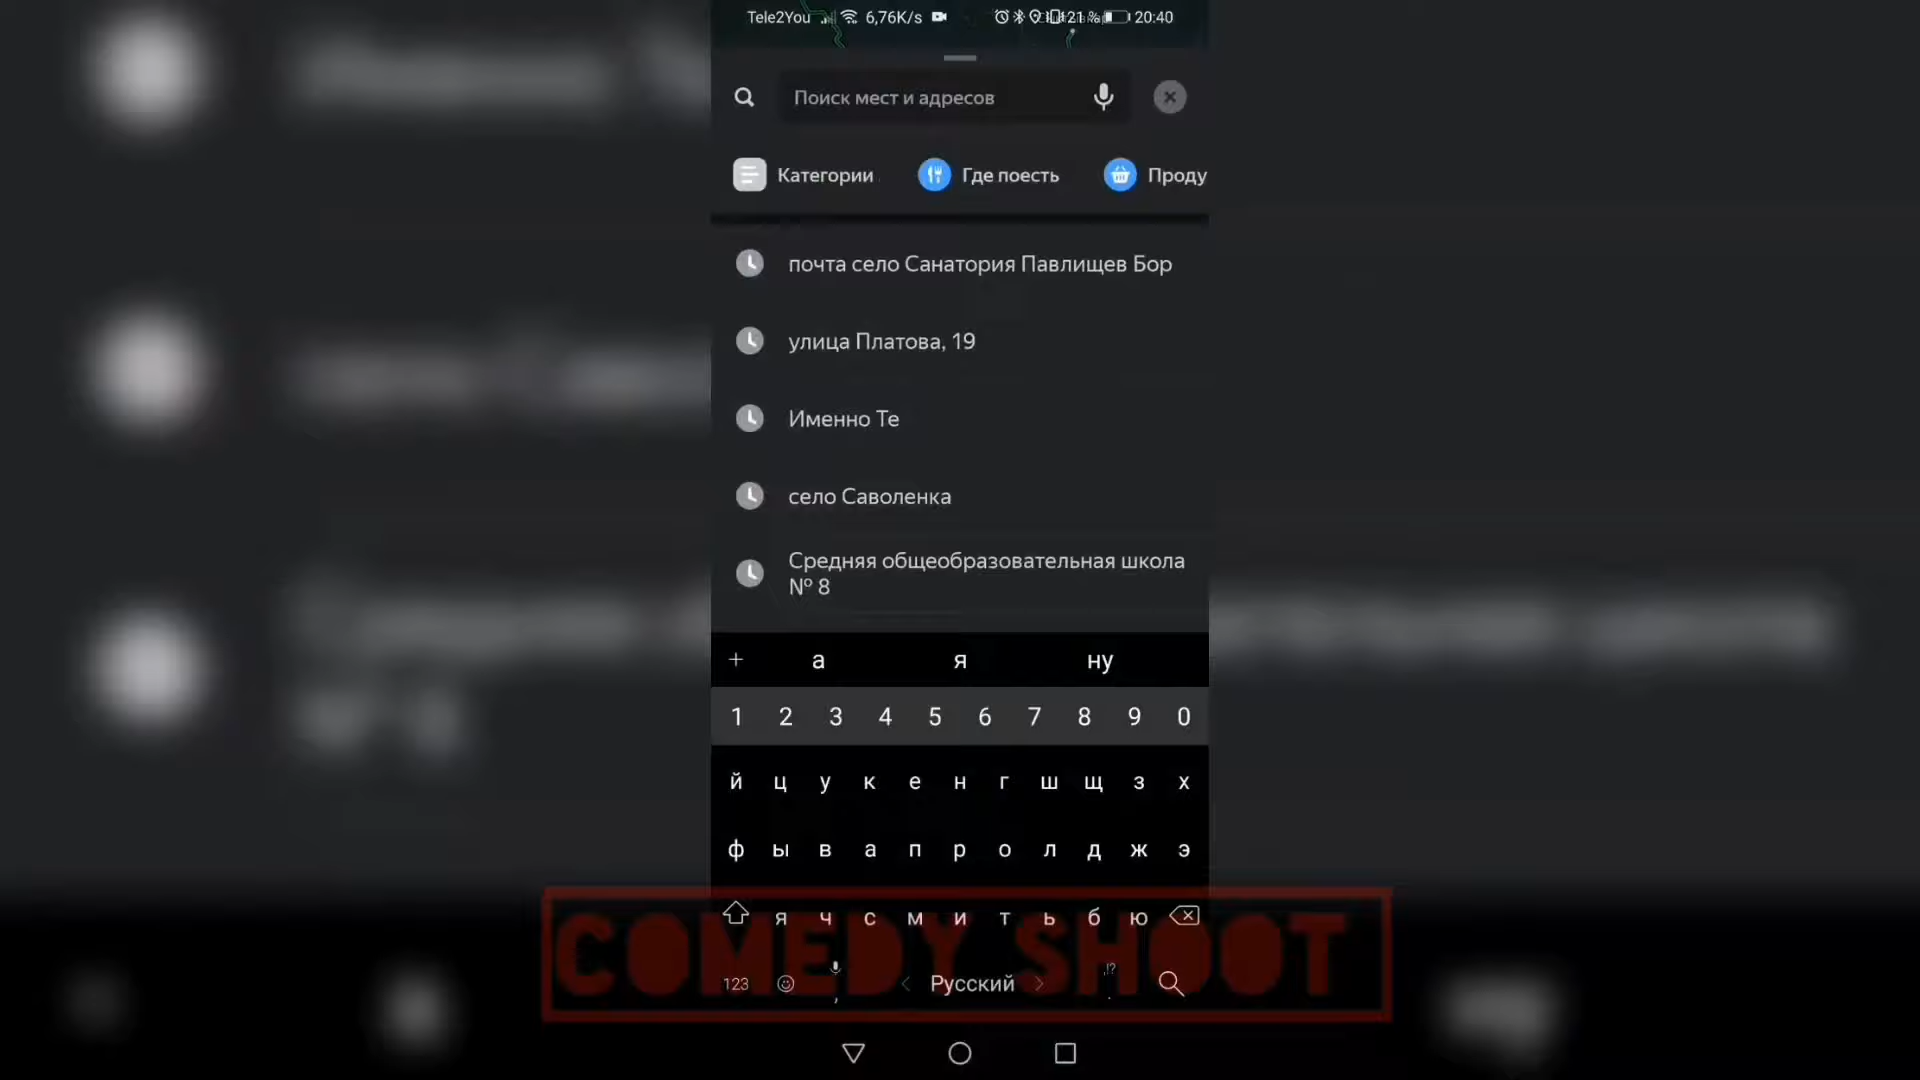 Tele2You 6,76K/s 21 % 20:40
Поиск мест и адресов
Категории Где поесть Проду
почта село Санатория Павлищев Бор
улица Платова, 19
Именно Те
село Саволенка
Средняя общеобразовательная школа
№ 8
+ а я ну
1 2 3 4 5 6 7 8 9 0
й ц у к е н г ш щ з х
ф ы в а п р о л д ж э
я ч с м и т ь б ю
COMEDY SHOOT
123 , < Русский > !? .